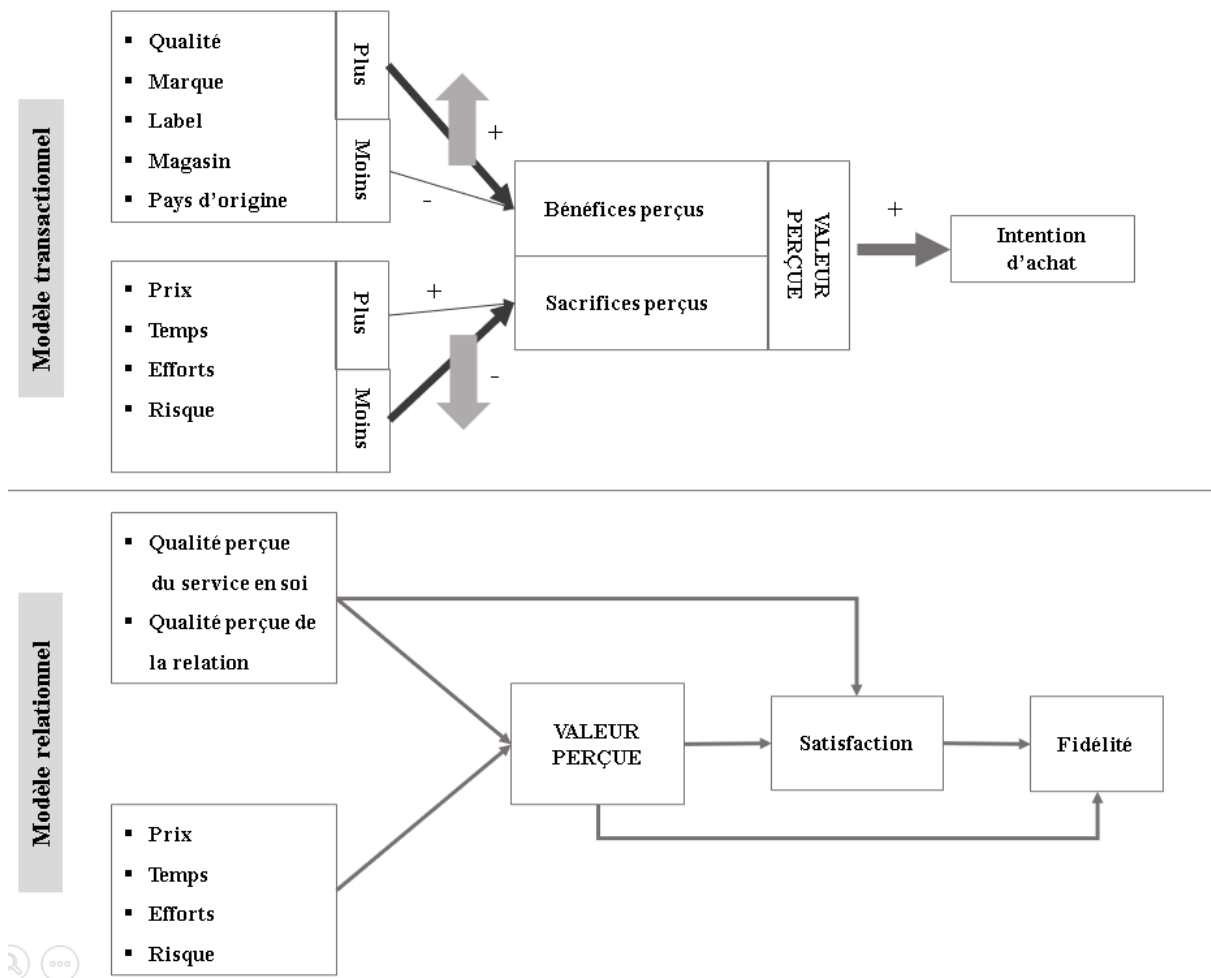 Modèle transactionnel
Qualité
Marque
Label
Magasin
Pays d'origine
Plus
Moins
+
-
Prix
Temps
Efforts
Risque
Plus
Moins
+
-
Bénéfices perçus
Sacrifices perçus
VALEUR
PERÇUE
+
Intention
d'achat
Modèle relationnel
Qualité perçue
du service en soi
Qualité perçue de
la relation
Prix
Temps
Efforts
Risque
VALEUR
PERÇUE
Satisfaction
Fidélité